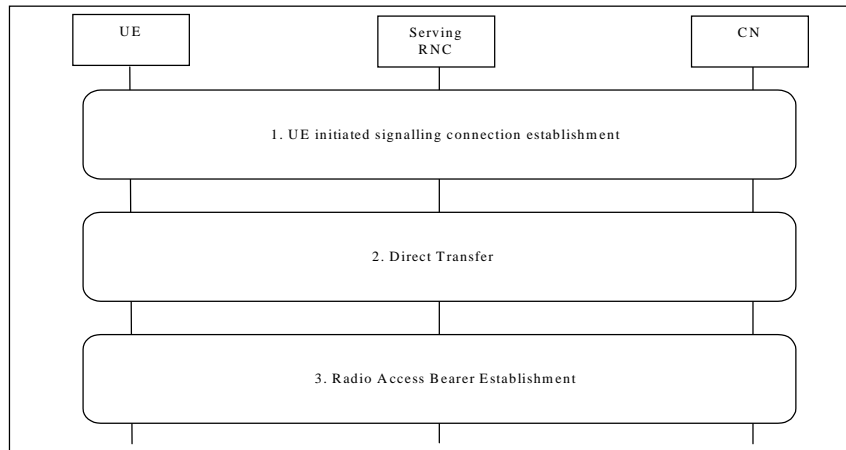 UE
Serving
RNC
CN
1. UE initiated signalling connection establishment
2. Direct Transfer
3. Radio Access Bearer Establishment